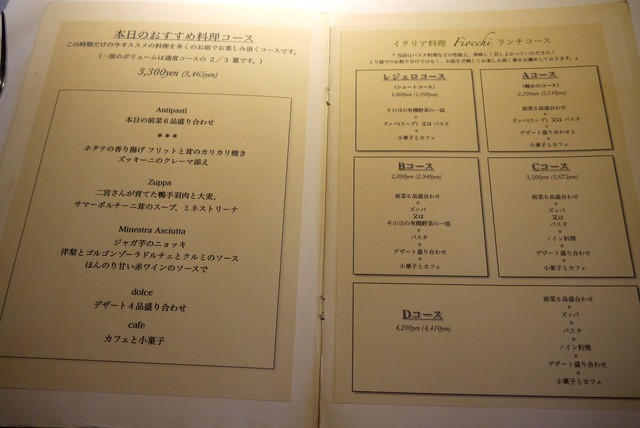 本日のおすすめ料理コース
この時期だけの今オススメの料理を多くのお皿でお楽しみ頂くコースです。
(一皿のボリュームは通常コースの 2／3 量です。)
3,300yen (3,465yen)
Antipasti
本日の前菜６品盛り合わせ
＊＊＊
ホタテの香り揚げ フリットと茸のカリカリ焼き
ズッキーニのクレーマ添え
Zuppa
二宮さんが育てた鴨手羽肉と大麦、
サマーポルチーニ茸のスープ、ミネストリーナ
Minestra Asciutta
ジャガ芋のニョッキ
洋梨とゴルゴンゾーラドルチェとクルミのソース
ほんのり甘い赤ワインのソースで
dolce
デザート４品盛り合わせ
cafe
カフェと小菓子
イタリア料理 Fiocchi ランチコース
レジェロコース
(ショートコース)
その日の有機野菜の一皿
＊
ズッパ(スープ) 又は パスタ
＊
小菓子とカフェ
Aコース
(軽めのコース)
前菜６品盛合わせ
＊
ズッパ(スープ) 又は パスタ
＊
デザート盛り合わせと
＊
小菓子とカフェ
Bコース
2,800yen (2,940yen)
前菜６品盛合わせ
＊
ズッパ
又は
その日の有機野菜の一皿
＊
パスタ
＊
デザート盛り合わせ
＊
小菓子とカフェ
Cコース
3,500yen (3,675yen)
前菜６品盛合わせ
＊
ズッパ
又は
パスタ
＊
メイン料理
＊
デザート盛り合わせ
＊
小菓子とカフェ
Dコース
4,200yen (4,410yen)
前菜６品盛合わせ
＊
ズッパ
＊
パスタ
＊
メイン料理
＊
デザート盛り合わせ
＊
小菓子とカフェ